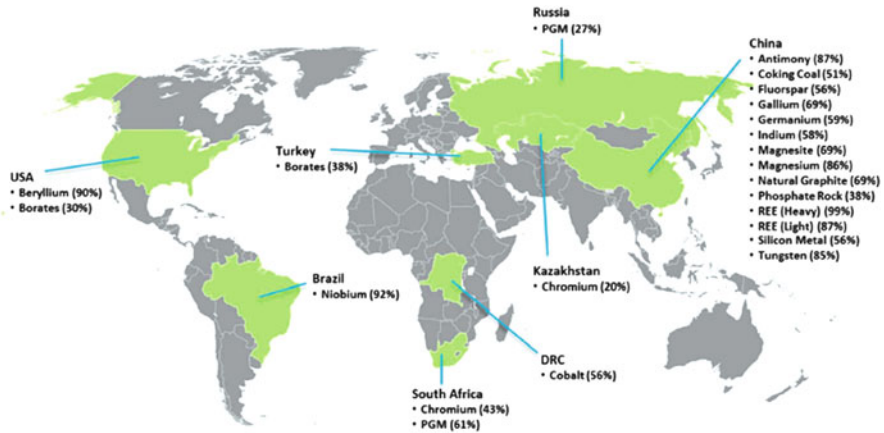 Russia
• PGM (27%)
China
• Antimony (87%)
• Coking Coal (51%)
• Fluorspar (56%)
• Gallium (69%)
• Germanium (59%)
• Indium (58%)
• Magnesite (69%)
• Magnesium (86%)
• Natural Graphite (69%)
• Phosphate Rock (38%)
• REE (Heavy) (99%)
• REE (Light) (87%)
• Silicon Metal (56%)
• Tungsten (85%)
Turkey
• Borates (38%)
USA
• Beryllium (90%)
• Borates (30%)
Kazakhstan
• Chromium (20%)
Brazil
• Niobium (92%)
DRC
• Cobalt (56%)
South Africa
• Chromium (43%)
• PGM (61%)